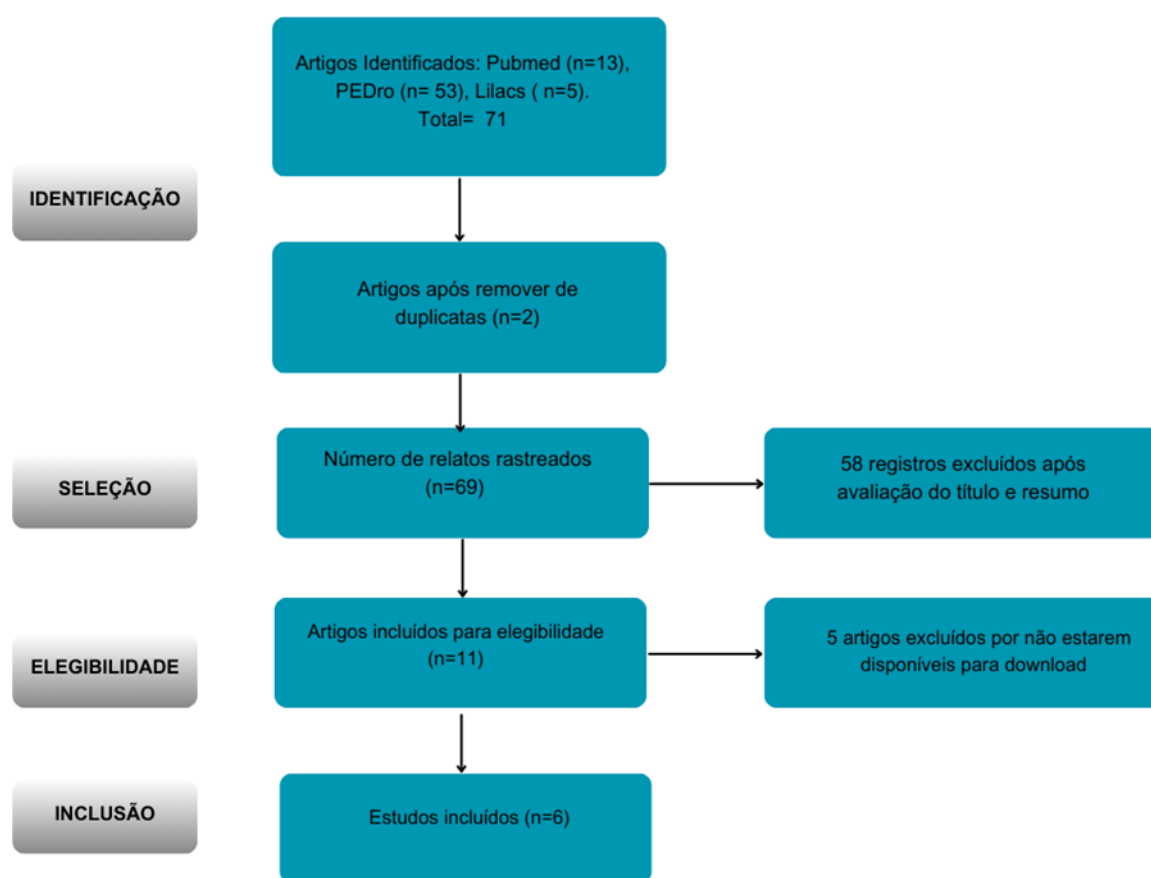 Artigos Identificados: Pubmed (n=13),
PEDro (n= 53), Lilacs ( n=5).
Total=  71
IDENTIFICAÇÃO
Artigos após remover de
duplicatas (n=2)
Número de relatos rastreados
(n=69)
58 registros excluídos após
avaliação do título e resumo
SELEÇÃO
Artigos incluídos para elegibilidade
(n=11)
5 artigos excluídos por não estarem
disponíveis para download
ELEGIBILIDADE
INCLUSÃO
Estudos incluídos (n=6)